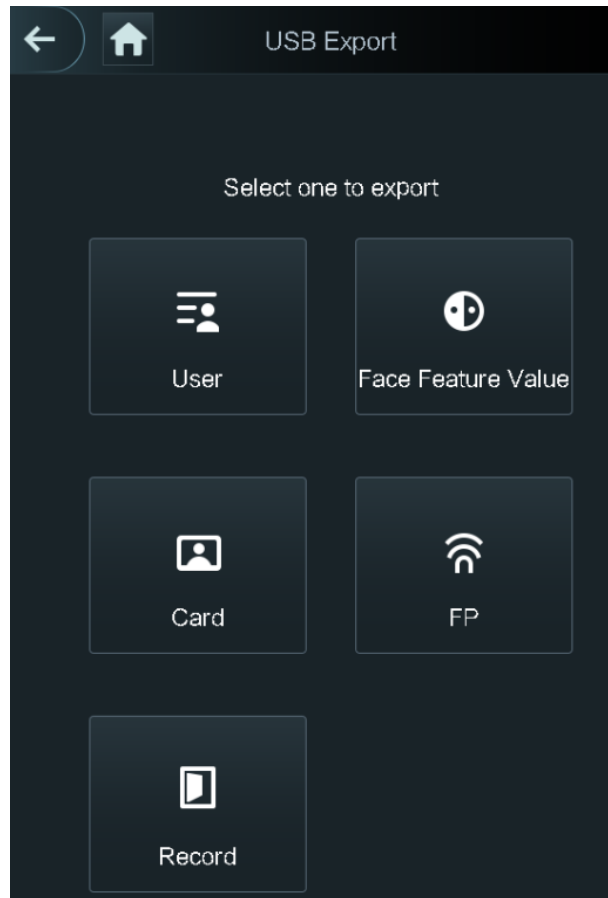 USB Export
Select one to export
User
Face Feature Value
Card
FP
Record